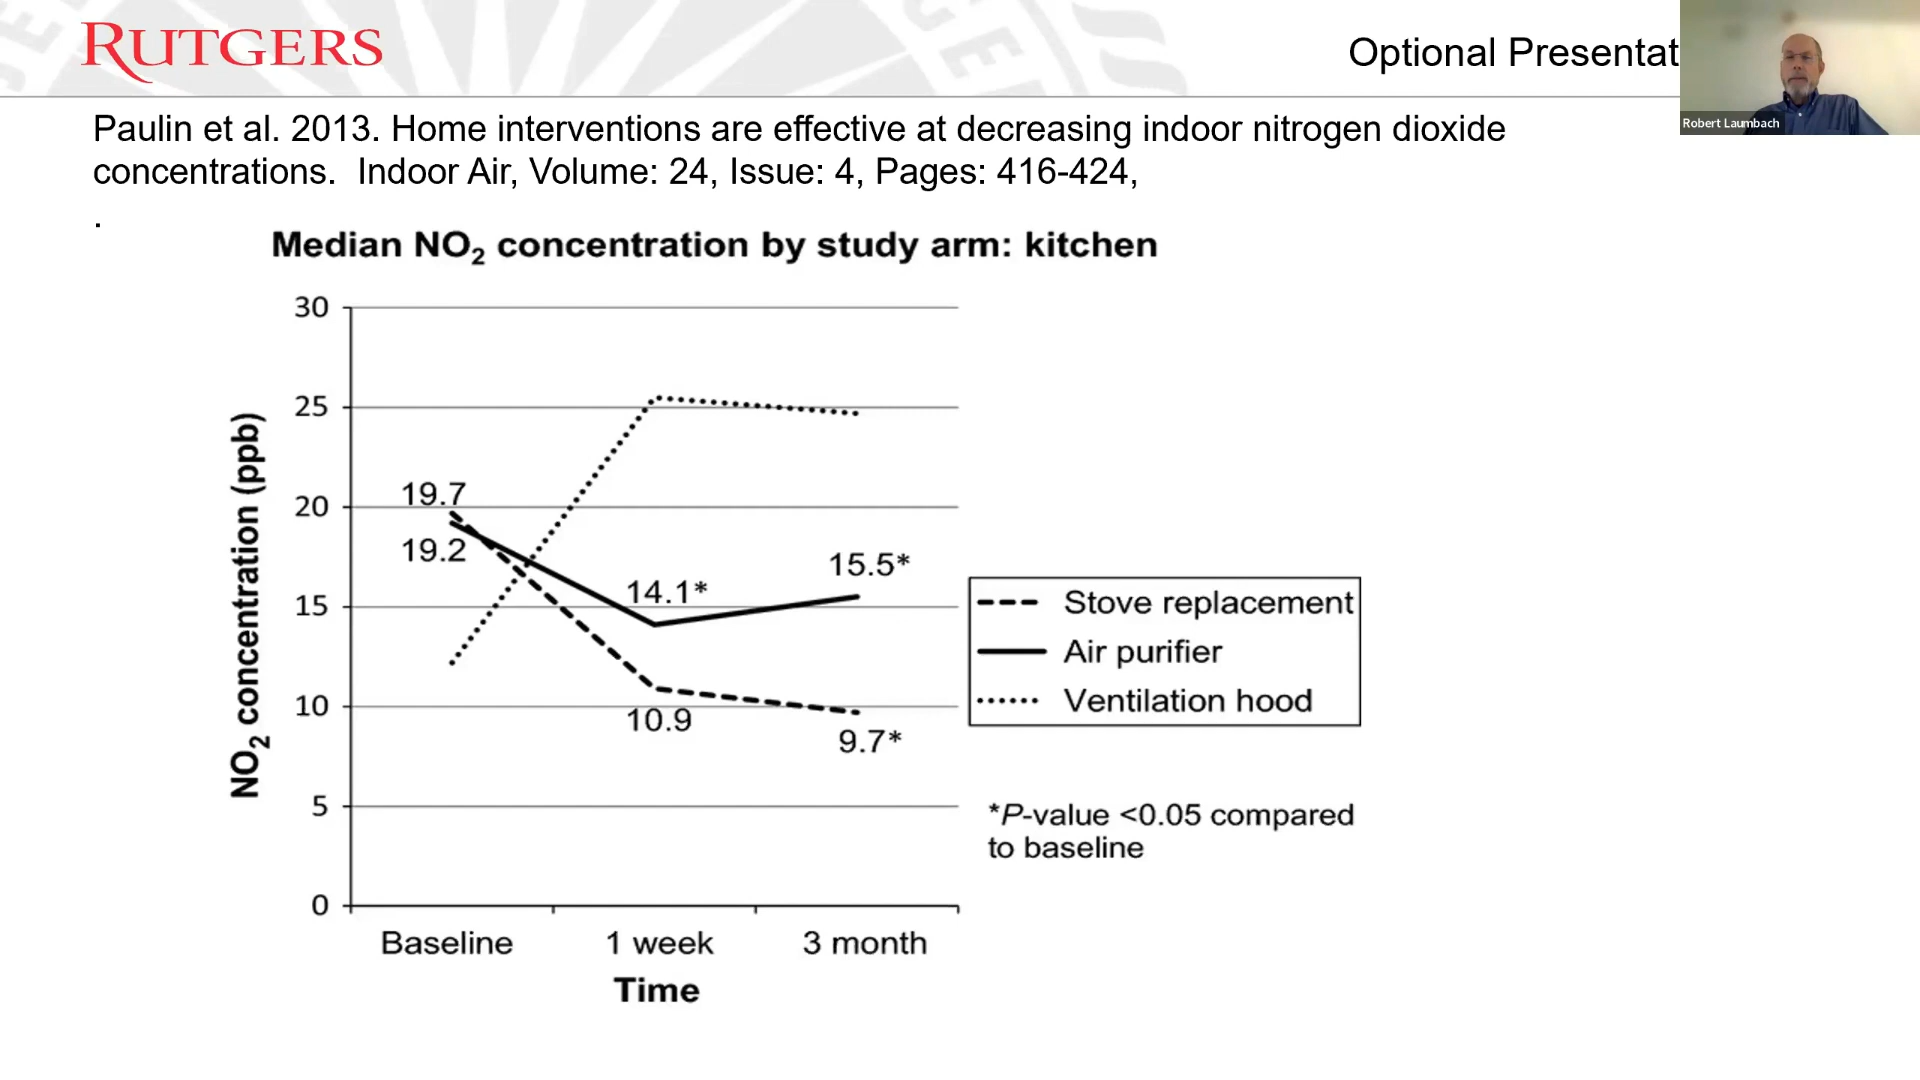 RUTGERS
Optional Presentat
Robert Laumbach
Paulin et al. 2013. Home interventions are effective at decreasing indoor nitrogen dioxide
concentrations.  Indoor Air, Volume: 24, Issue: 4, Pages: 416-424,
.
Median NO₂ concentration by study arm: kitchen
NO₂ concentration (ppb)
30
25
20
15
10
5
0
19.7
19.2
14.1*
15.5*
10.9
9.7*
Stove replacement
Air purifier
Ventilation hood
*P-value <0.05 compared
to baseline
Baseline
1 week
3 month
Time